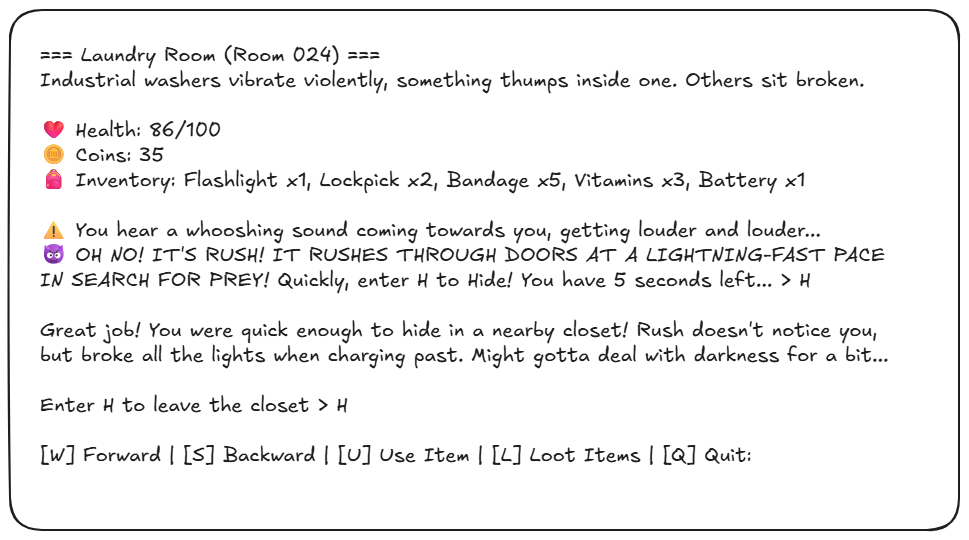 === Laundry Room (Room 024) ===
Industrial washers vibrate violently, something thumps inside one. Others sit broken.
❤️ Health: 86/100
🪙 Coins: 35
🎒 Inventory: Flashlight x1, Lockpick x2, Bandage x5, Vitamins x3, Battery x1
⚠️ You hear a whooshing sound coming towards you, getting louder and louder...
😈 OH NO! IT'S RUSH! IT RUSHES THROUGH DOORS AT A LIGHTNING-FAST PACE
IN SEARCH FOR PREY! Quickly, enter H to Hide! You have 5 seconds left... > H
Great job! You were quick enough to hide in a nearby closet! Rush doesn't notice you,
but broke all the lights when charging past. Might gotta deal with darkness for a bit...
Enter H to leave the closet > H
[W] Forward | [S] Backward | [U] Use Item | [L] Loot Items | [Q] Quit: